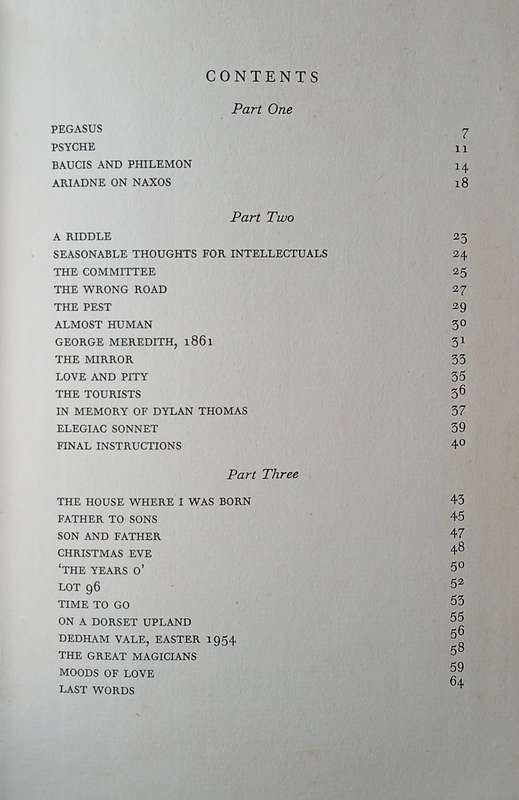 CONTENTS
Part One
PEGASUS 7
PSYCHE 11
BAUCIS AND PHILEMON 14
ARIADNE ON NAXOS 18
Part Two
A RIDDLE 23
SEASONABLE THOUGHTS FOR INTELLECTUALS 24
THE COMMITTEE 25
THE WRONG ROAD 27
THE PEST 29
ALMOST HUMAN 30
GEORGE MEREDITH, 1861 31
THE MIRROR 33
LOVE AND PITY 35
THE TOURISTS 36
IN MEMORY OF DYLAN THOMAS 37
ELEGIAC SONNET 39
FINAL INSTRUCTIONS 40
Part Three
THE HOUSE WHERE I WAS BORN 43
FATHER TO SONS 45
SON AND FATHER 47
CHRISTMAS EVE 48
‘THE YEARS O’ 50
LOT 96 52
TIME TO GO 53
ON A DORSET UPLAND 55
DEDHAM VALE, EASTER 1954 56
THE GREAT MAGICIANS 58
MOODS OF LOVE 59
LAST WORDS 64